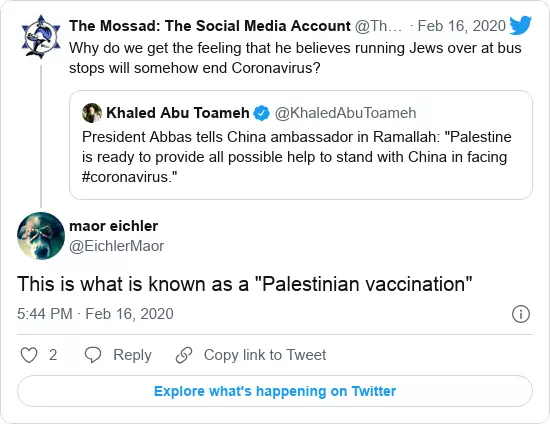 The Mossad: The Social Media Account @Th... · Feb 16, 2020
Why do we get the feeling that he believes running Jews over at bus
stops will somehow end Coronavirus?
Khaled Abu Toameh @KhaledAbuToameh
President Abbas tells China ambassador in Ramallah: "Palestine
is ready to provide all possible help to stand with China in facing
#coronavirus."
maor eichler
@EichlerMaor
This is what is known as a "Palestinian vaccination"
5:44 PM · Feb 16, 2020
2 Reply Copy link to Tweet
Explore what's happening on Twitter